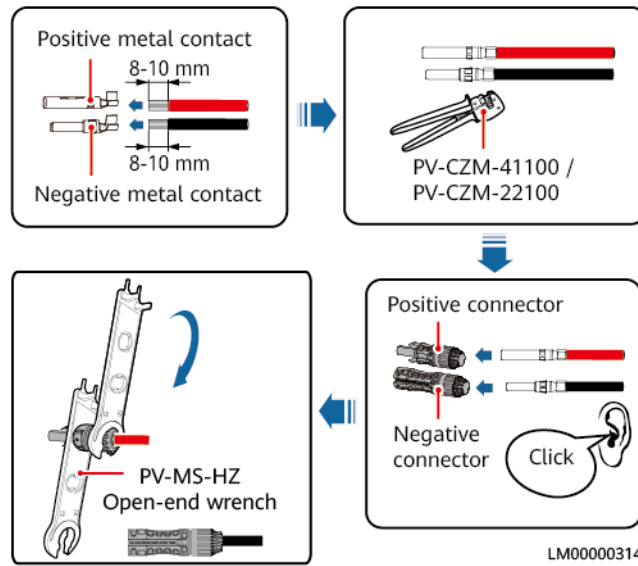 Positive metal contact
8-10 mm
8-10 mm
Negative metal contact
PV-CZM-41100 /
PV-CZM-22100
Positive connector
Negative
connector
Click
PV-MS-HZ
Open-end wrench
LM00000314